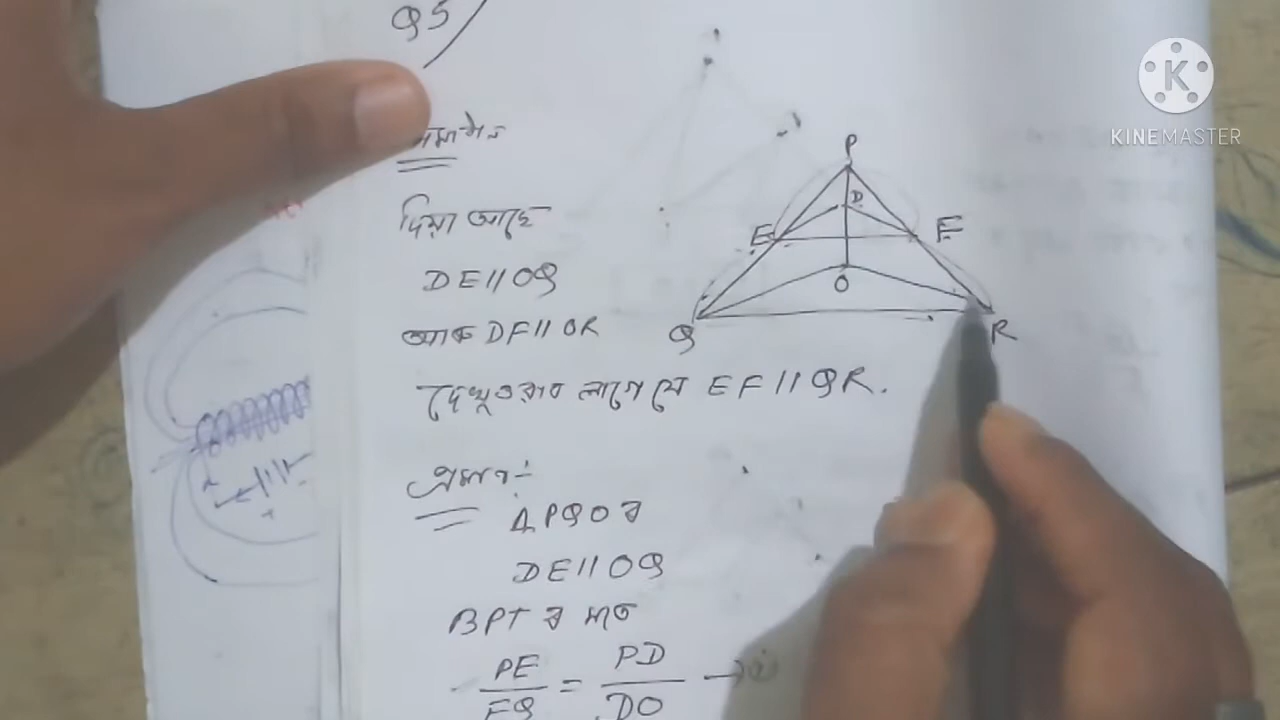 Q5
KINEMASTER
দিয়া আছে
DE || OQ
আৰু DF || OR
দেখুৱাব লাগে যে EF || QR.
P
D
E
F
O
Q
R
প্ৰমাণ :-
Δ PQO ৰ
DE || OQ
BPT ৰ মতে
PE/EQ = PD/DO →